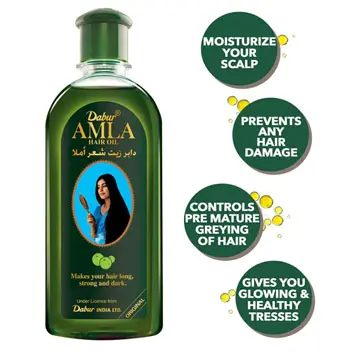 Dabur
AMLA
HAIR OIL
دابر زيت شعر أملا
Makes your hair long,
strong and dark.
Under Licence from
Dabur INDIA LTD.
ORIGINAL
MOISTURIZE
YOUR
SCALP
PREVENTS
ANY
HAIR
DAMAGE
CONTROLS
PRE MATURE
GREYING
OF HAIR
GIVES YOU
GLOWING &
HEALTHY
TRESSES